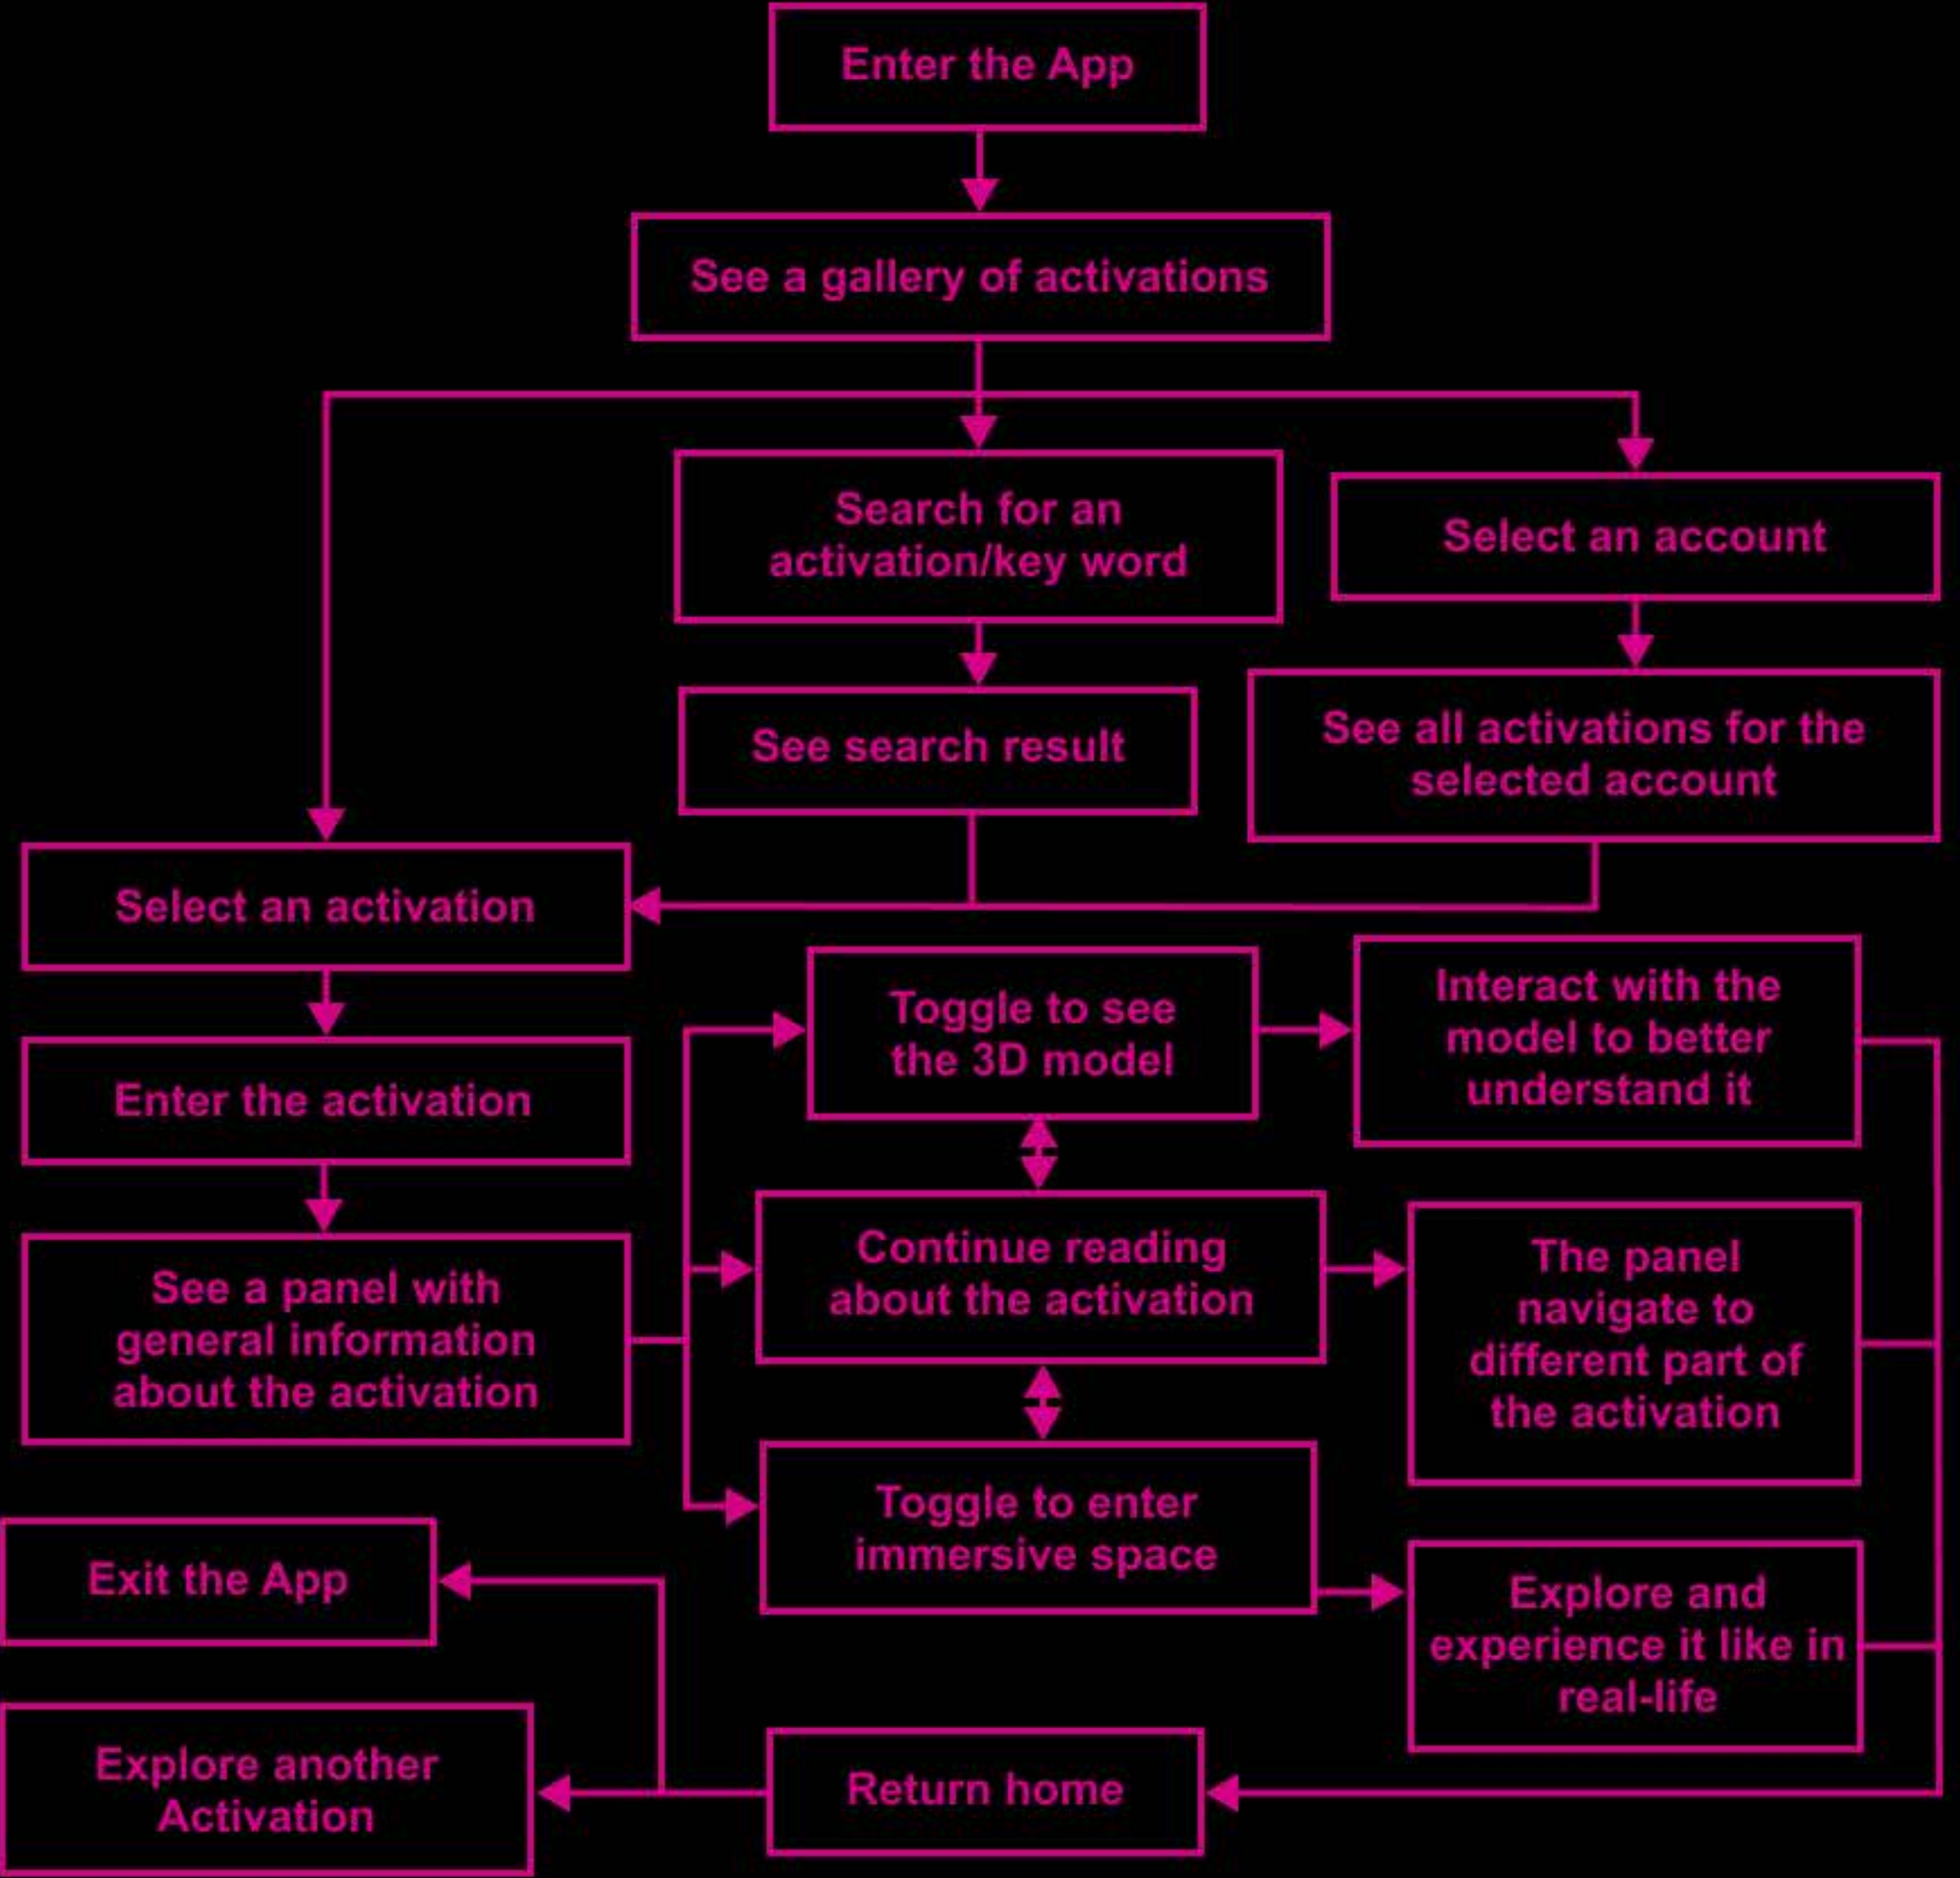 Enter the App
See a gallery of activations
Search for an
activation/key word
Select an account
See search result
See all activations for the
selected account
Select an activation
Enter the activation
See a panel with
general information
about the activation
Toggle to see
the 3D model
Interact with the
model to better
understand it
Continue reading
about the activation
The panel
navigate to
different part of
the activation
Toggle to enter
immersive space
Explore and
experience it like in
real-life
Exit the App
Explore another
Activation
Return home